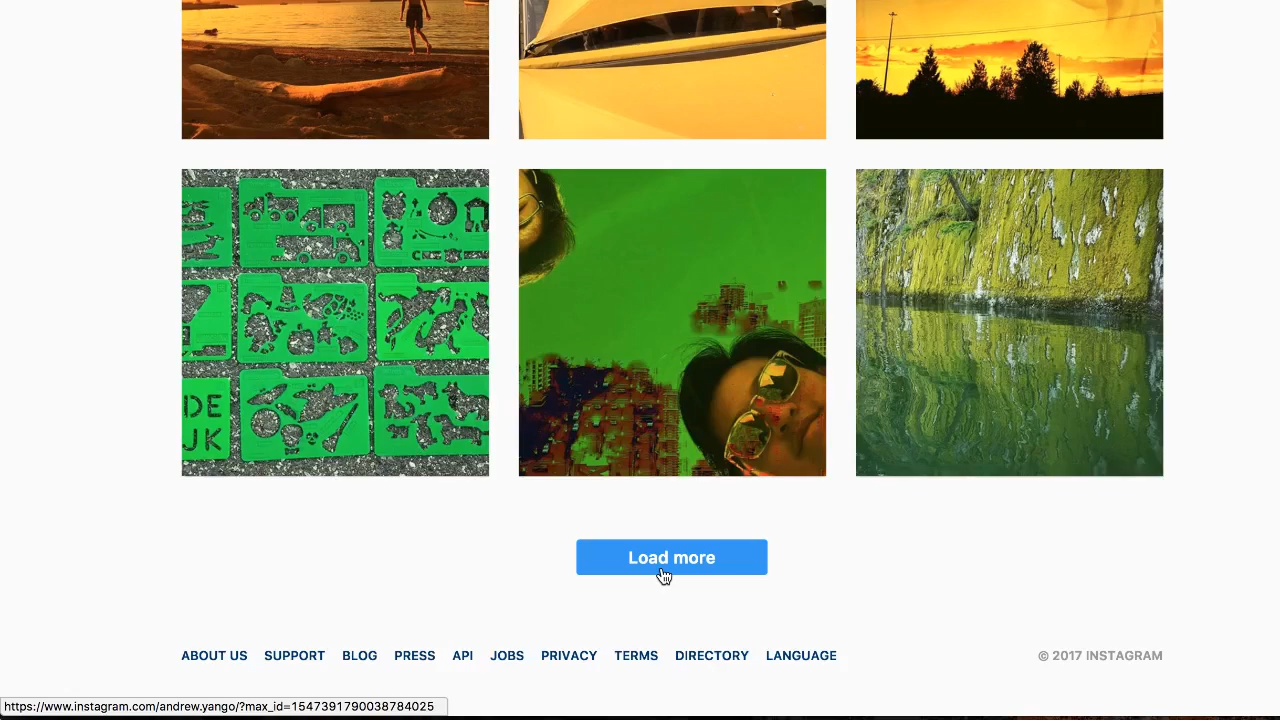 DE
JK
Load more
ABOUT US SUPPORT BLOG PRESS API JOBS PRIVACY TERMS DIRECTORY LANGUAGE © 2017 INSTAGRAM
https://www.instagram.com/andrew.yango/?max_id=1547391790038784025